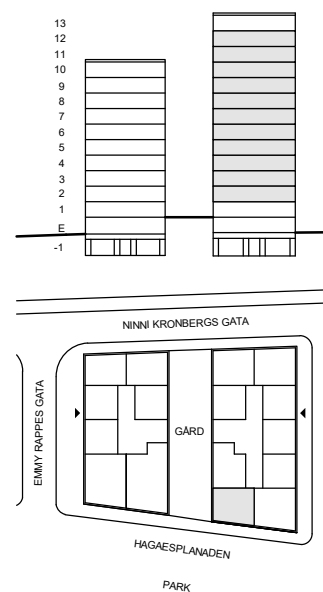 13
12
11
10
9
8
7
6
5
4
3
2
1
E
-1
NINNI KRONBERGS GATA
EMMY RAPPES GATA
GÅRD
HAGAESPLANADEN
PARK